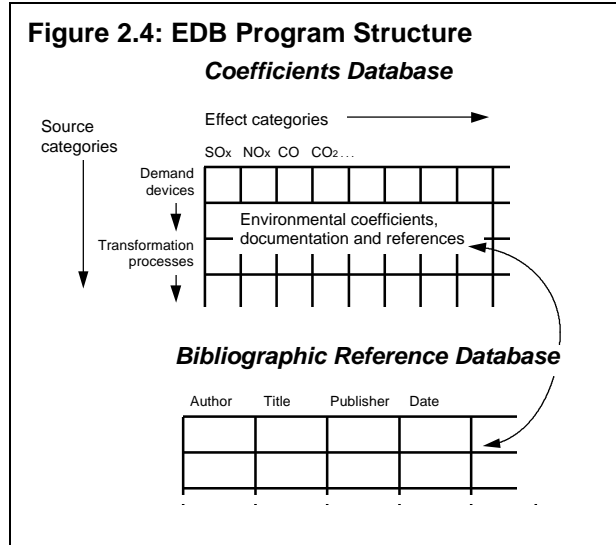 Figure 2.4: EDB Program Structure
Coefficients Database
Effect categories
Source
categories
SOx NOx CO CO2...
Demand
devices
Environmental coefficients,
documentation and references
Transformation
processes
Bibliographic Reference Database
Author Title Publisher Date